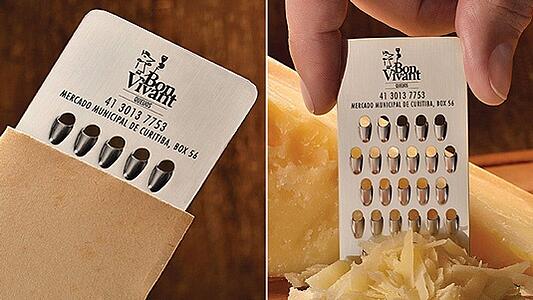 Bon
Vivant
QUEIJOS
41 3013 7753
MERCADO MUNICIPAL DE CURITIBA, BOX 56
Bon
Vivant
QUEIJOS
41 3013 7753
MERCADO MUNICIPAL DE CURITIBA, BOX 56